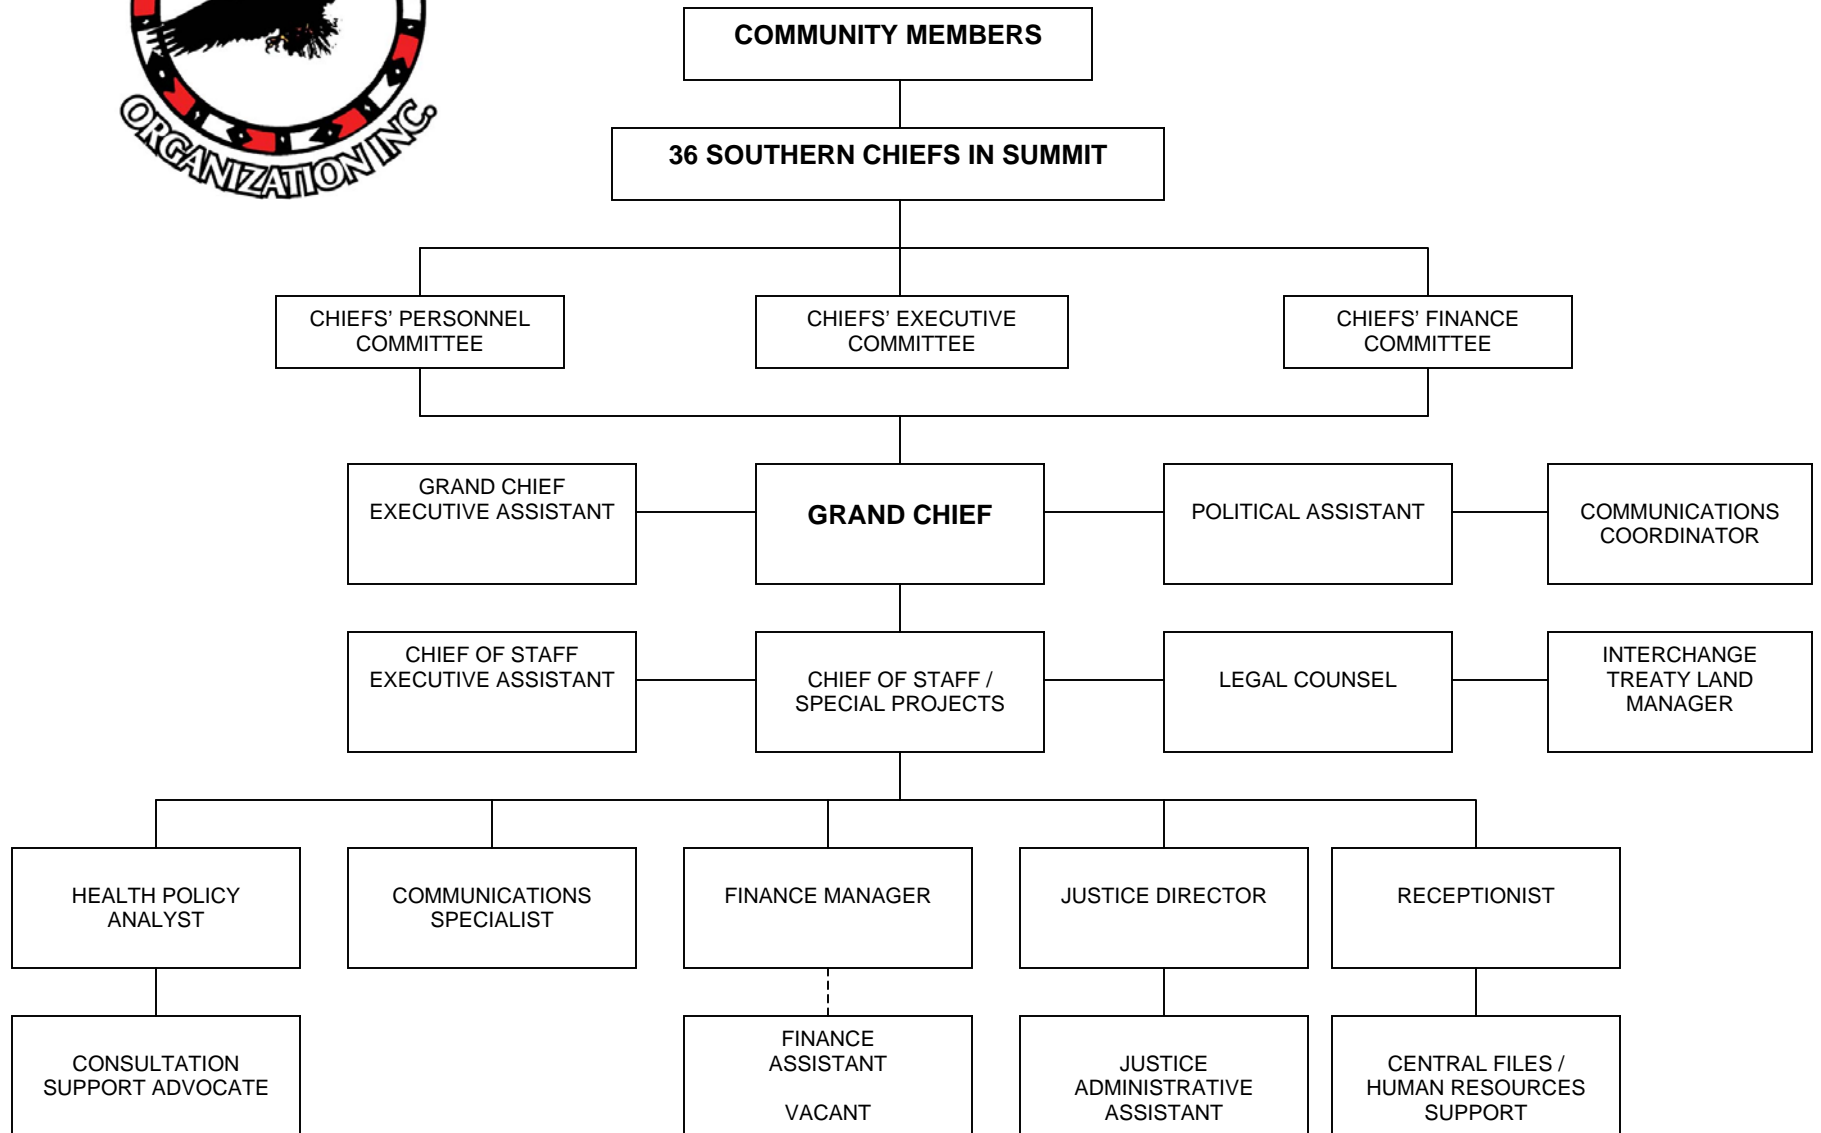 ORGANIZATION INC.
COMMUNITY MEMBERS
36 SOUTHERN CHIEFS IN SUMMIT
CHIEFS’ PERSONNEL
COMMITTEE
CHIEFS’ EXECUTIVE
COMMITTEE
CHIEFS’ FINANCE
COMMITTEE
GRAND CHIEF
EXECUTIVE ASSISTANT
GRAND CHIEF
POLITICAL ASSISTANT
COMMUNICATIONS
COORDINATOR
CHIEF OF STAFF
EXECUTIVE ASSISTANT
CHIEF OF STAFF /
SPECIAL PROJECTS
LEGAL COUNSEL
INTERCHANGE
TREATY LAND
MANAGER
HEALTH POLICY
ANALYST
COMMUNICATIONS
SPECIALIST
FINANCE MANAGER
JUSTICE DIRECTOR
RECEPTIONIST
CONSULTATION
SUPPORT ADVOCATE
FINANCE
ASSISTANT
VACANT
JUSTICE
ADMINISTRATIVE
ASSISTANT
CENTRAL FILES /
HUMAN RESOURCES
SUPPORT